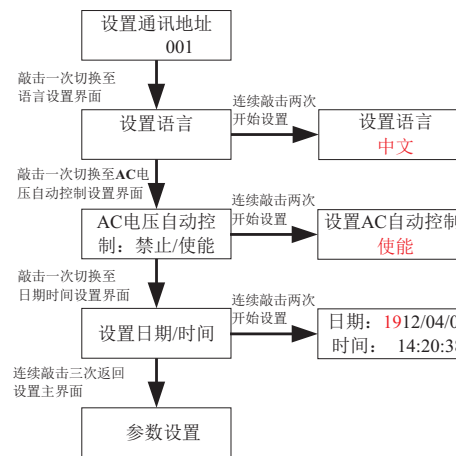 设置通讯地址
001
敲击一次切换至
语言设置界面
设置语言
连续敲击两次
开始设置
设置语言
中文
敲击一次切换至AC电
压自动控制设置界面
AC电压自动控
制：禁止/使能
连续敲击两次
开始设置
设置AC自动控制
使能
敲击一次切换至
日期时间设置界面
设置日期/时间
连续敲击两次
开始设置
日期：1912/04/0
时间： 14:20:38
连续敲击三次返回
设置主界面
参数设置